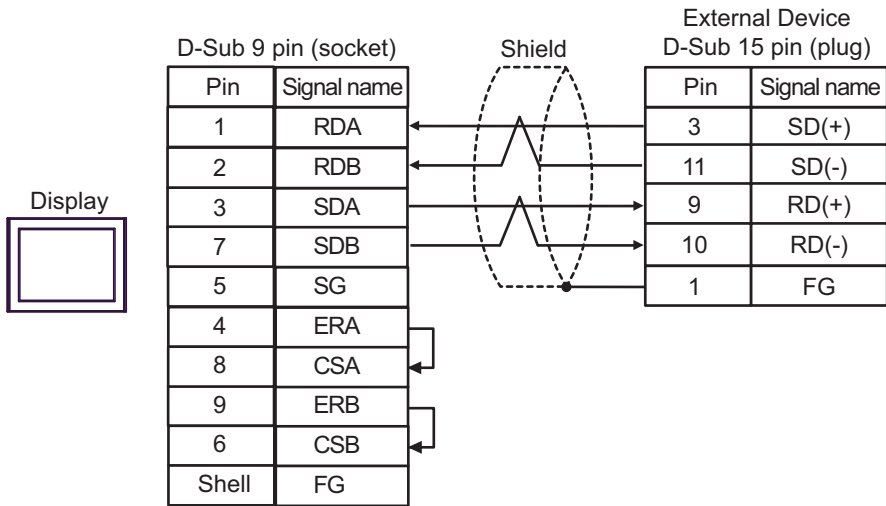 External Device
D-Sub 9 pin (socket) Shield D-Sub 15 pin (plug)
Pin Signal name Pin Signal name
1 RDA 3 SD(+)
2 RDB 11 SD(-)
Display 3 SDA 9 RD(+)
7 SDB 10 RD(-)
5 SG 1 FG
4 ERA
8 CSA
9 ERB
6 CSB
Shell FG